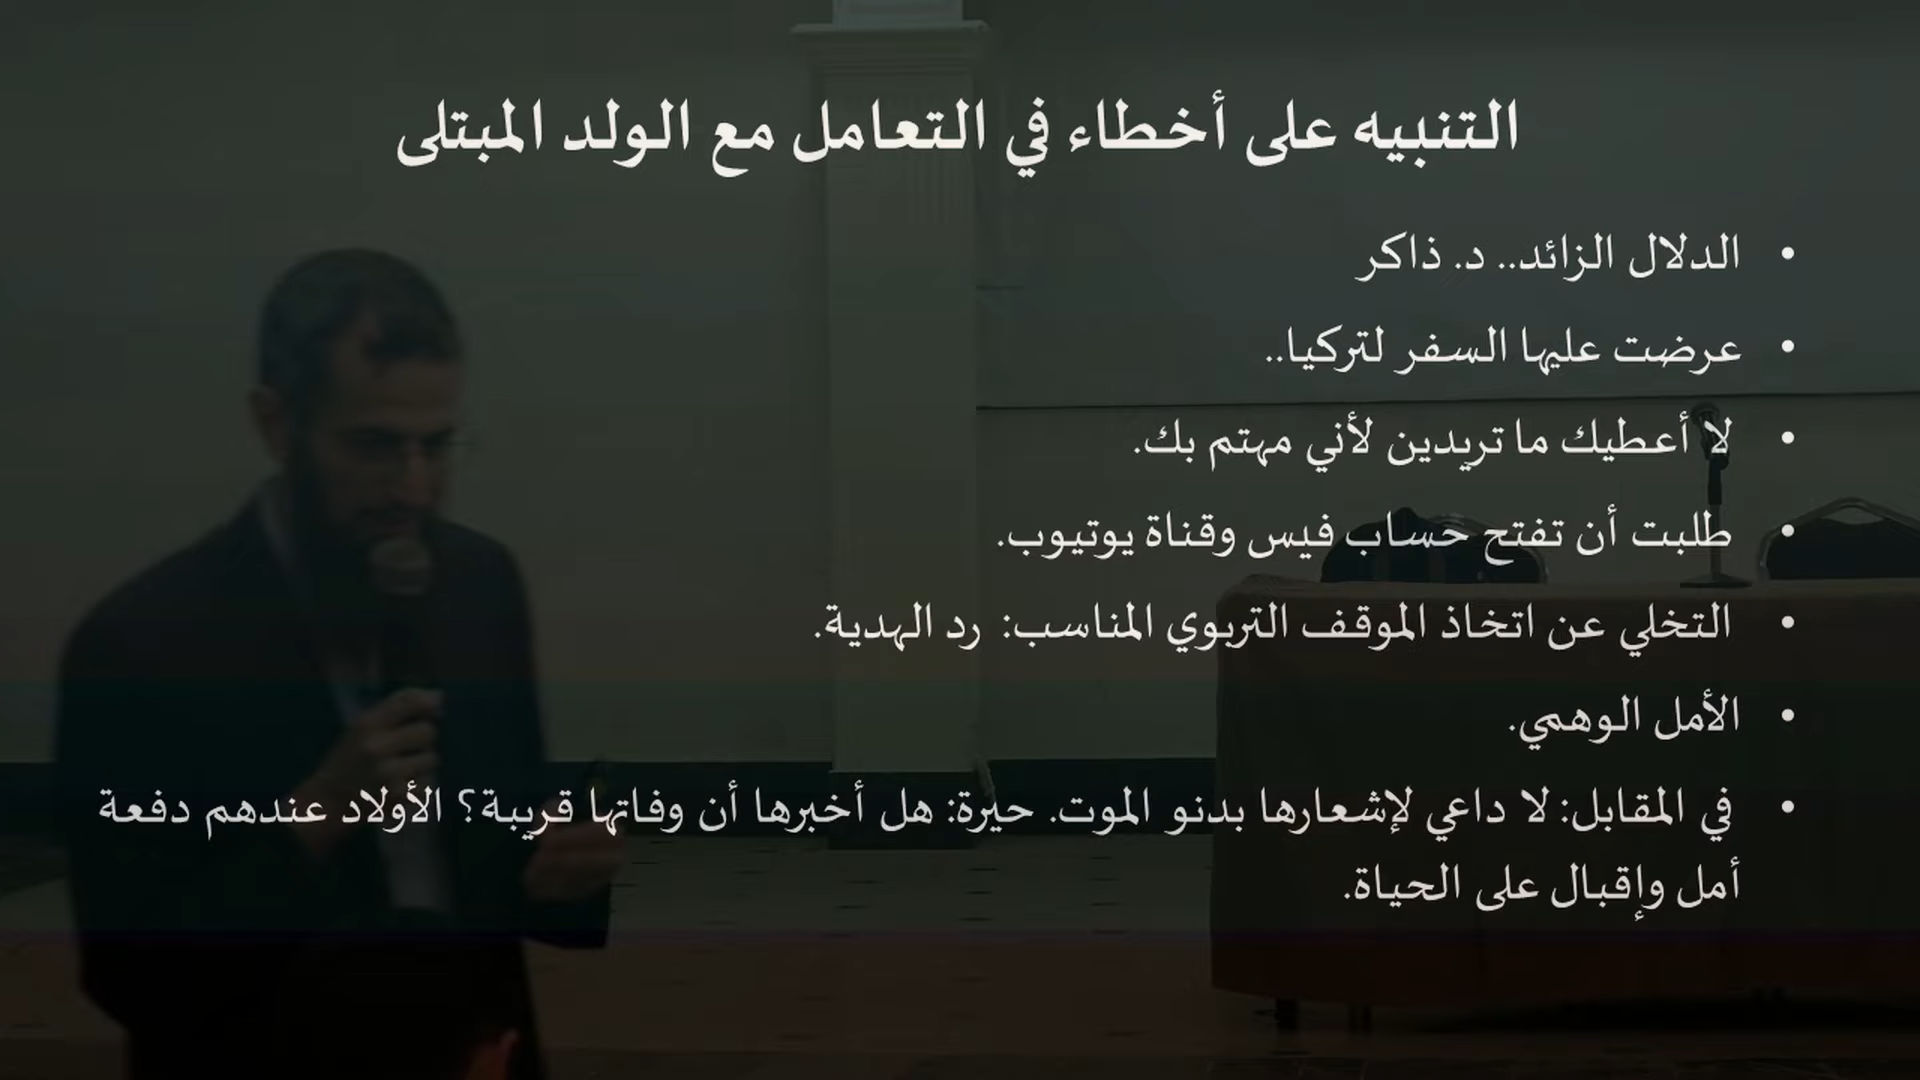 التنبيه على أخطاء في التعامل مع الولد المبتلى
• الدلال الزائد.. د. ذاكر
• عرضت عليها السفر لتركيا..
• لا أعطيك ما تريدين لأني مهتم بك.
• طلبت أن تفتح حساب فيس وقناة يوتيوب.
• التخلي عن اتخاذ الموقف التربوي المناسب: رد الهدية.
• الأمل الوهمي.
• في المقابل: لا داعي لإشعارها بدنو الموت. حيرة: هل أخبرها أن وفاتها قريبة؟ الأولاد عندهم دفعة
أمل وإقبال على الحياة.